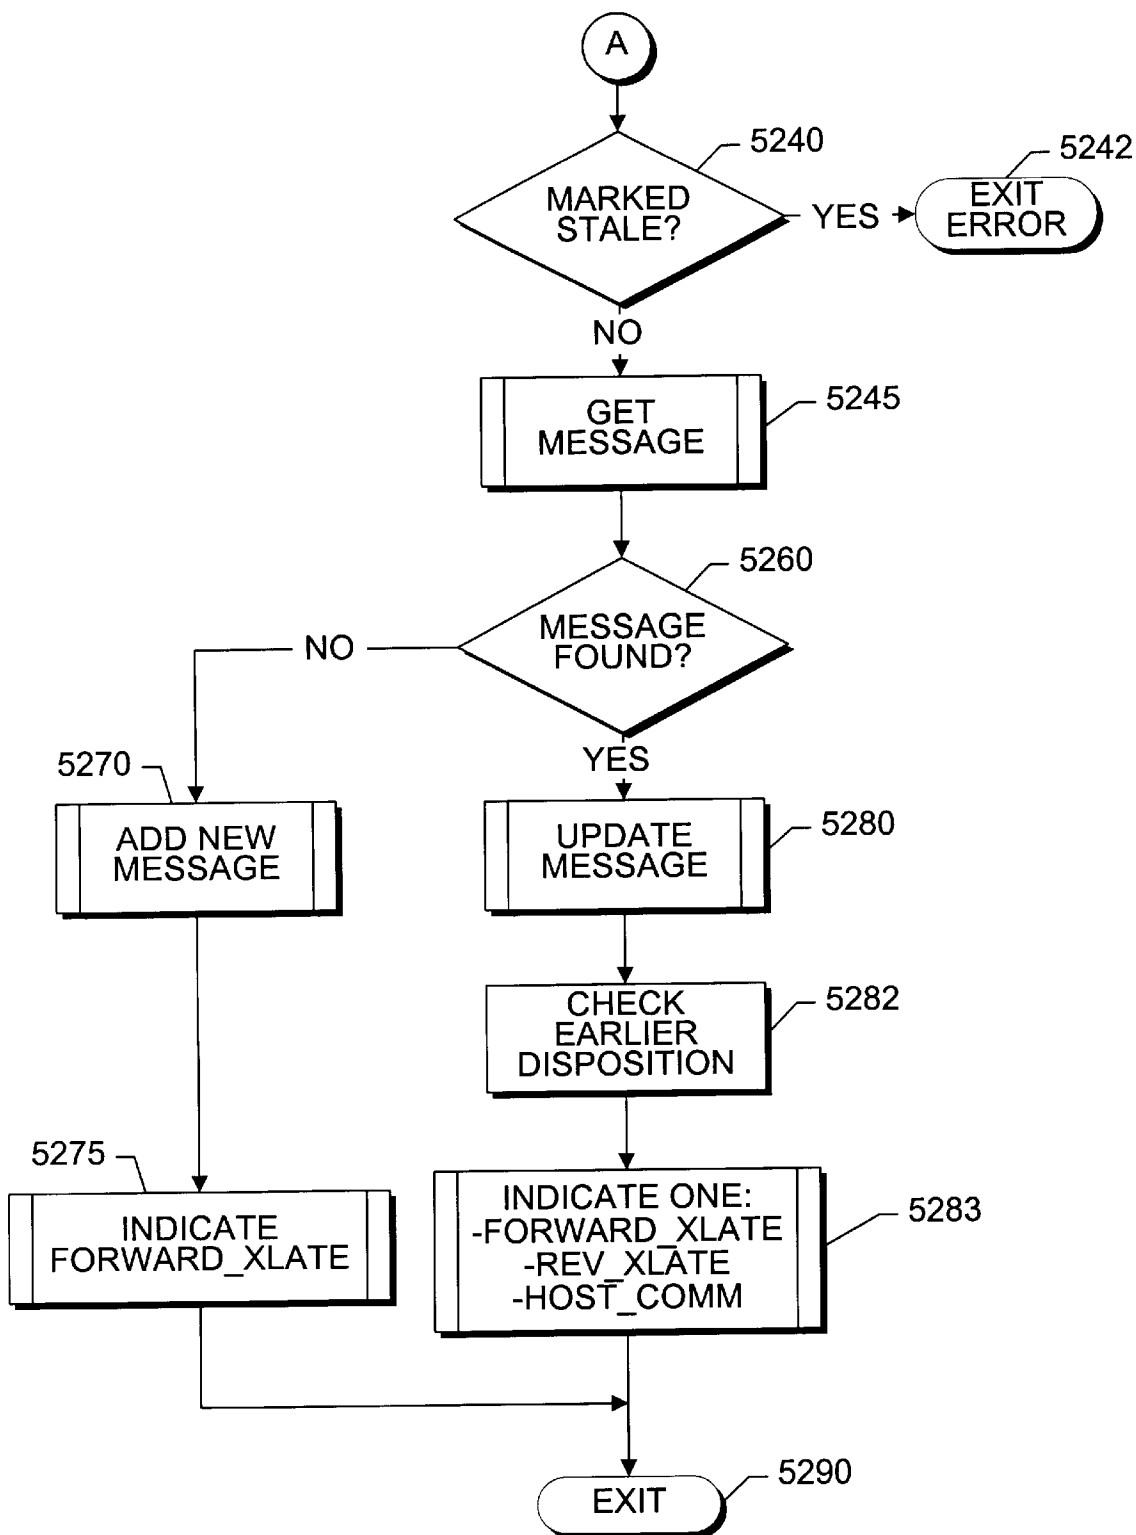 A
5240
5242
MARKED
STALE?
YES
EXIT
ERROR
NO
GET
MESSAGE
5245
5260
MESSAGE
FOUND?
NO
YES
5270
ADD NEW
MESSAGE
UPDATE
MESSAGE
5280
CHECK
EARLIER
DISPOSITION
5282
5275
INDICATE
FORWARD_XLATE
INDICATE ONE:
-FORWARD_XLATE
-REV_XLATE
-HOST_COMM
5283
EXIT
5290